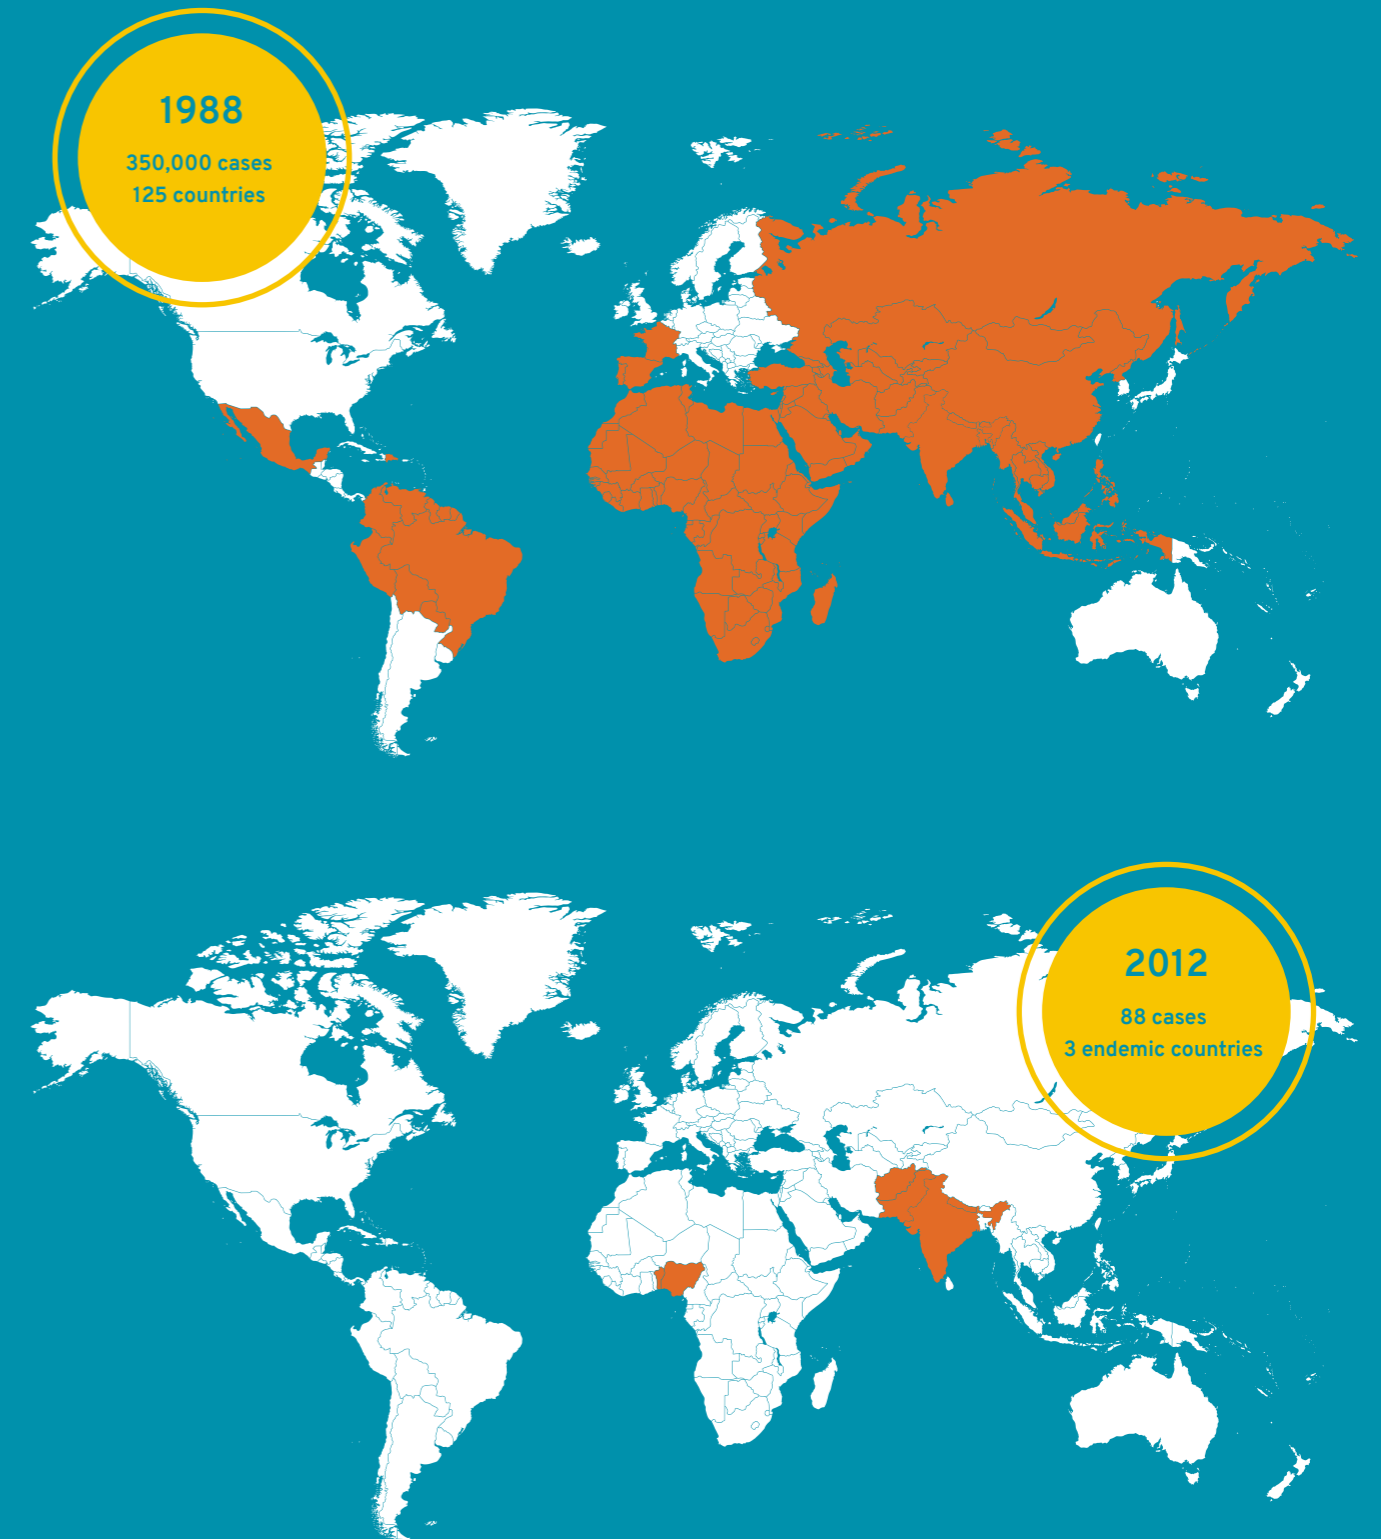 1988
350,000 cases
125 countries
2012
88 cases
3 endemic countries